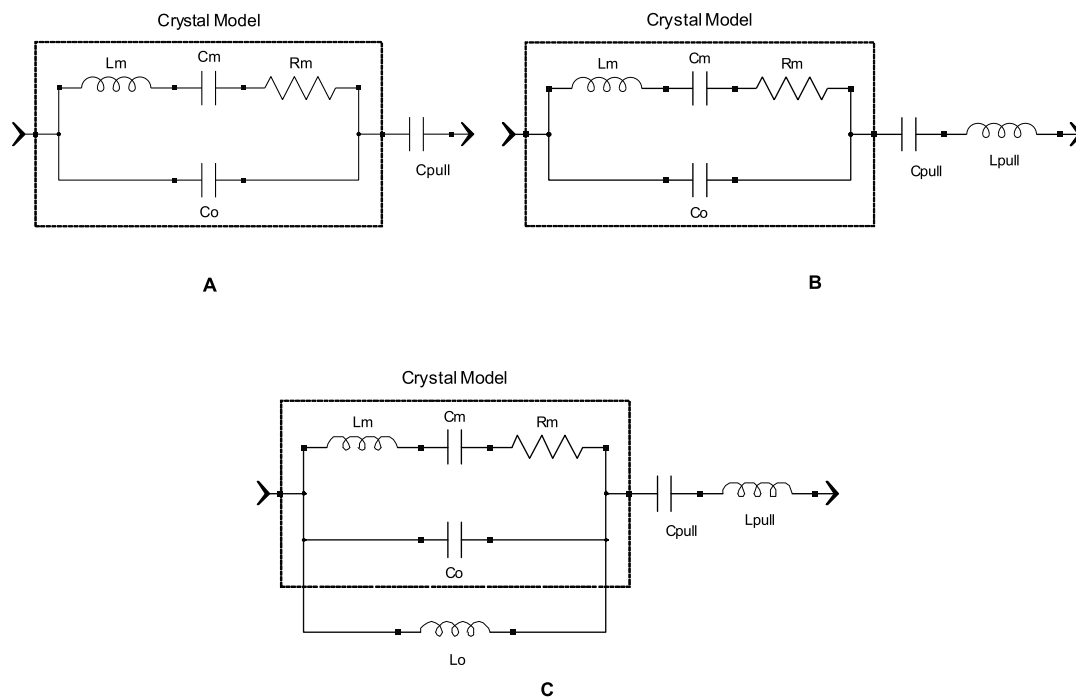 Crystal Model
Lm
Cm
Rm
Co
Cpull
A
Crystal Model
Lm
Cm
Rm
Co
Cpull
Lpull
B
Crystal Model
Lm
Cm
Rm
Co
Cpull
Lpull
Lo
C